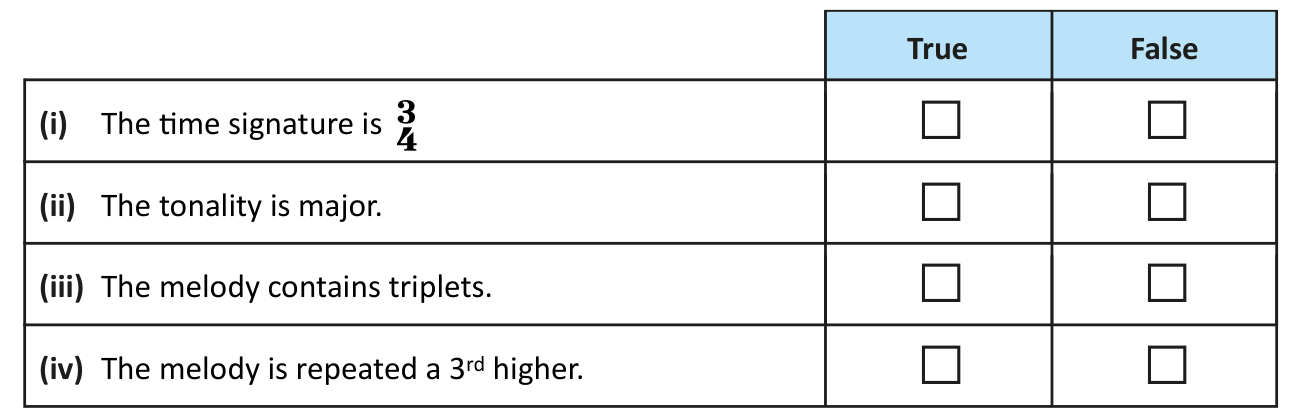 True False
(i) The time signature is 3/4
(ii) The tonality is major.
(iii) The melody contains triplets.
(iv) The melody is repeated a 3rd higher.